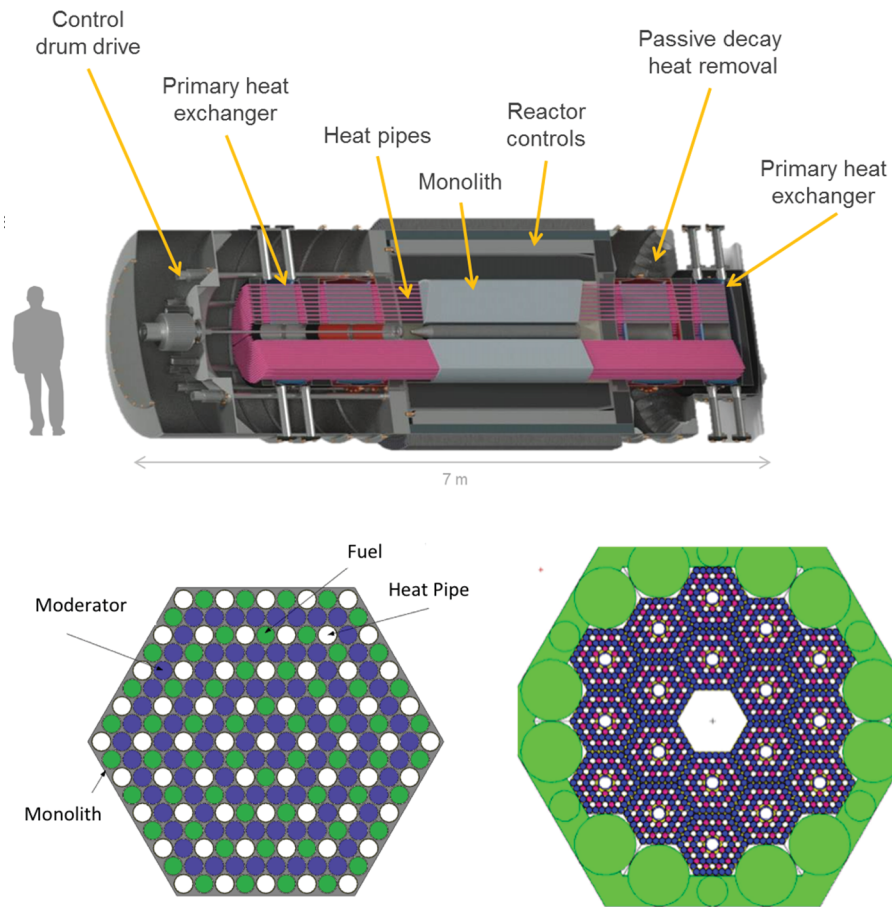 Control
drum drive
Primary heat
exchanger
Heat pipes
Monolith
Reactor
controls
Passive decay
heat removal
Primary heat
exchanger
7 m
Fuel
Heat Pipe
Moderator
Monolith